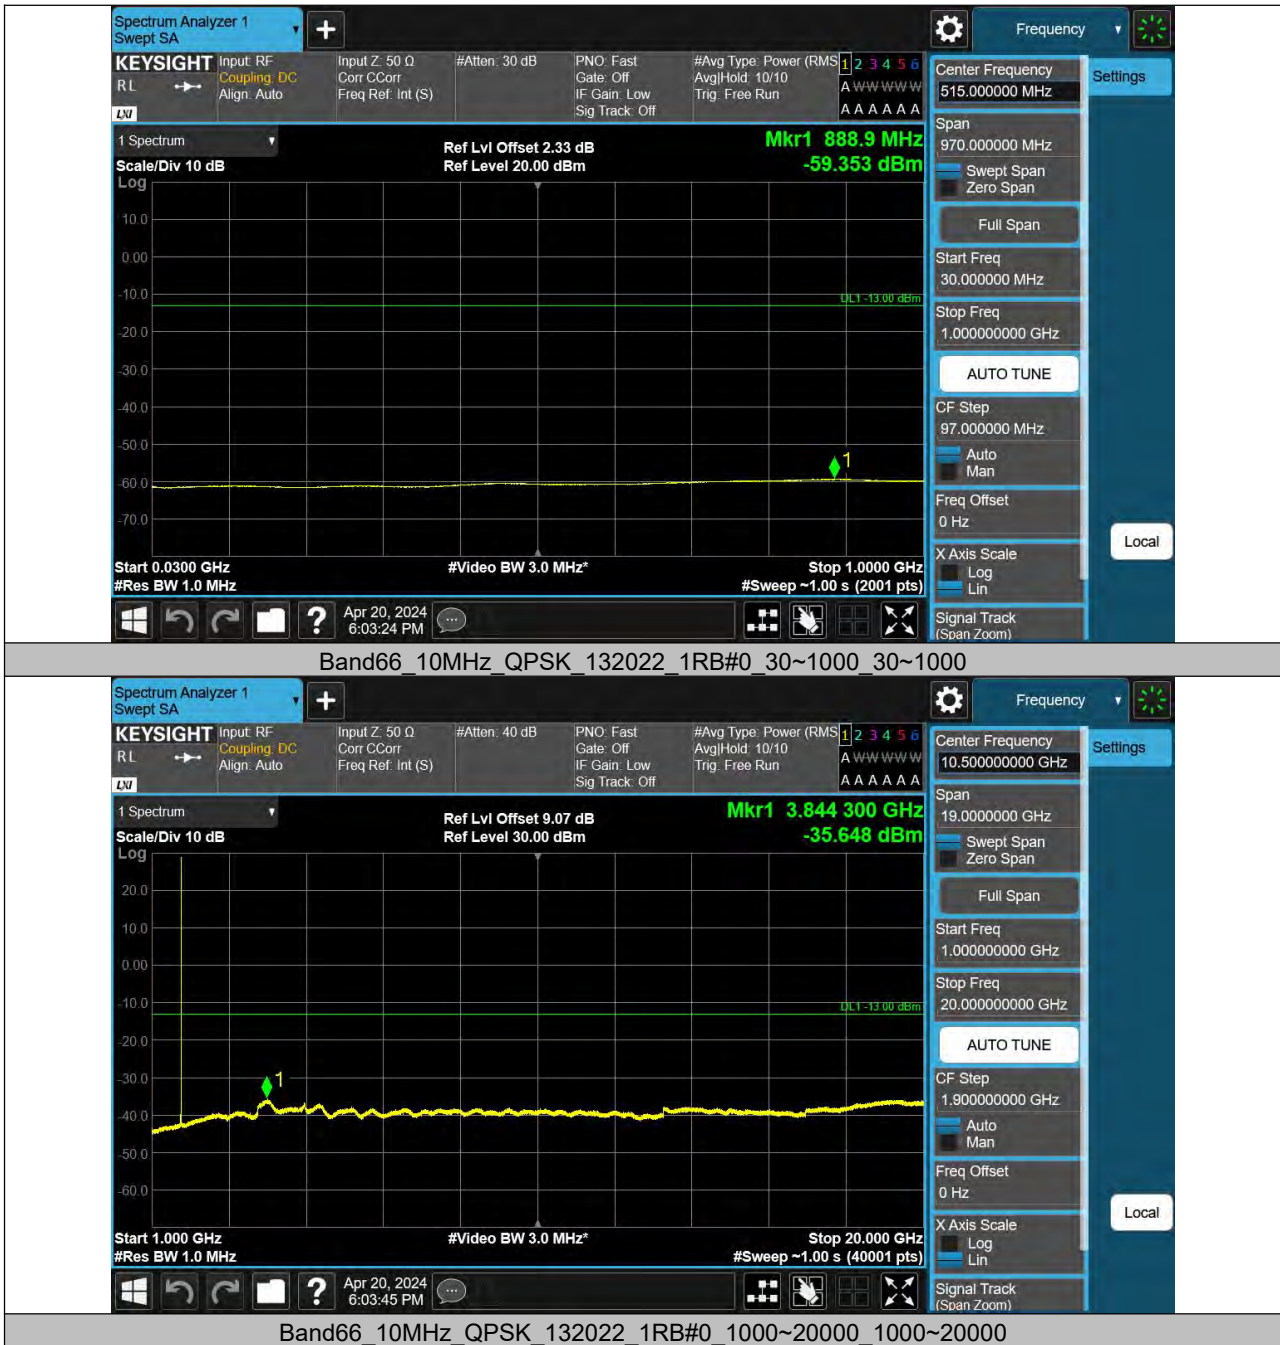 Spectrum Analyzer 1
Swept SA
+
Frequency
KEYSIGHT
RL
LXI
Input: RF
Coupling: DC
Align: Auto
Input Z: 50 Ω
Corr CCorr
Freq Ref: Int (S)
#Atten: 30 dB
PNO: Fast
Gate: Off
IF Gain: Low
Sig Track: Off
#Avg Type: Power (RMS
Avg|Hold: 10/10
Trig: Free Run
1 2 3 4 5 6
A W W W W W
A A A A A A
1 Spectrum
Scale/Div 10 dB
Log
Ref Lvl Offset 2.33 dB
Ref Level 20.00 dBm
Mkr1 888.9 MHz
-59.353 dBm
10.0
0.00
-10.0
-20.0
-30.0
-40.0
-50.0
-60.0
-70.0
DL1 -13.00 dBm
1
Start 0.0300 GHz
#Res BW 1.0 MHz
#Video BW 3.0 MHz*
Stop 1.0000 GHz
#Sweep ~1.00 s (2001 pts)
?
Apr 20, 2024
6:03:24 PM
Center Frequency
515.000000 MHz
Span
970.000000 MHz
Swept Span
Zero Span
Full Span
Start Freq
30.000000 MHz
Stop Freq
1.000000000 GHz
AUTO TUNE
CF Step
97.000000 MHz
Auto
Man
Freq Offset
0 Hz
X Axis Scale
Log
Lin
Signal Track
(Span Zoom)
Settings
Local
Band66_10MHz_QPSK_132022_1RB#0_30~1000_30~1000
Spectrum Analyzer 1
Swept SA
+
Frequency
KEYSIGHT
RL
LXI
Input: RF
Coupling: DC
Align: Auto
Input Z: 50 Ω
Corr CCorr
Freq Ref: Int (S)
#Atten: 40 dB
PNO: Fast
Gate: Off
IF Gain: Low
Sig Track: Off
#Avg Type: Power (RMS
Avg|Hold: 10/10
Trig: Free Run
1 2 3 4 5 6
A W W W W W
A A A A A A
1 Spectrum
Scale/Div 10 dB
Log
Ref Lvl Offset 9.07 dB
Ref Level 30.00 dBm
Mkr1 3.844 300 GHz
-35.648 dBm
20.0
10.0
0.00
-10.0
-20.0
-30.0
-40.0
-50.0
-60.0
DL1 -13.00 dBm
1
Start 1.000 GHz
#Res BW 1.0 MHz
#Video BW 3.0 MHz*
Stop 20.000 GHz
#Sweep ~1.00 s (40001 pts)
?
Apr 20, 2024
6:03:45 PM
Center Frequency
10.500000000 GHz
Span
19.0000000 GHz
Swept Span
Zero Span
Full Span
Start Freq
1.000000000 GHz
Stop Freq
20.000000000 GHz
AUTO TUNE
CF Step
1.900000000 GHz
Auto
Man
Freq Offset
0 Hz
X Axis Scale
Log
Lin
Signal Track
(Span Zoom)
Settings
Local
Band66_10MHz_QPSK_132022_1RB#0_1000~20000_1000~20000